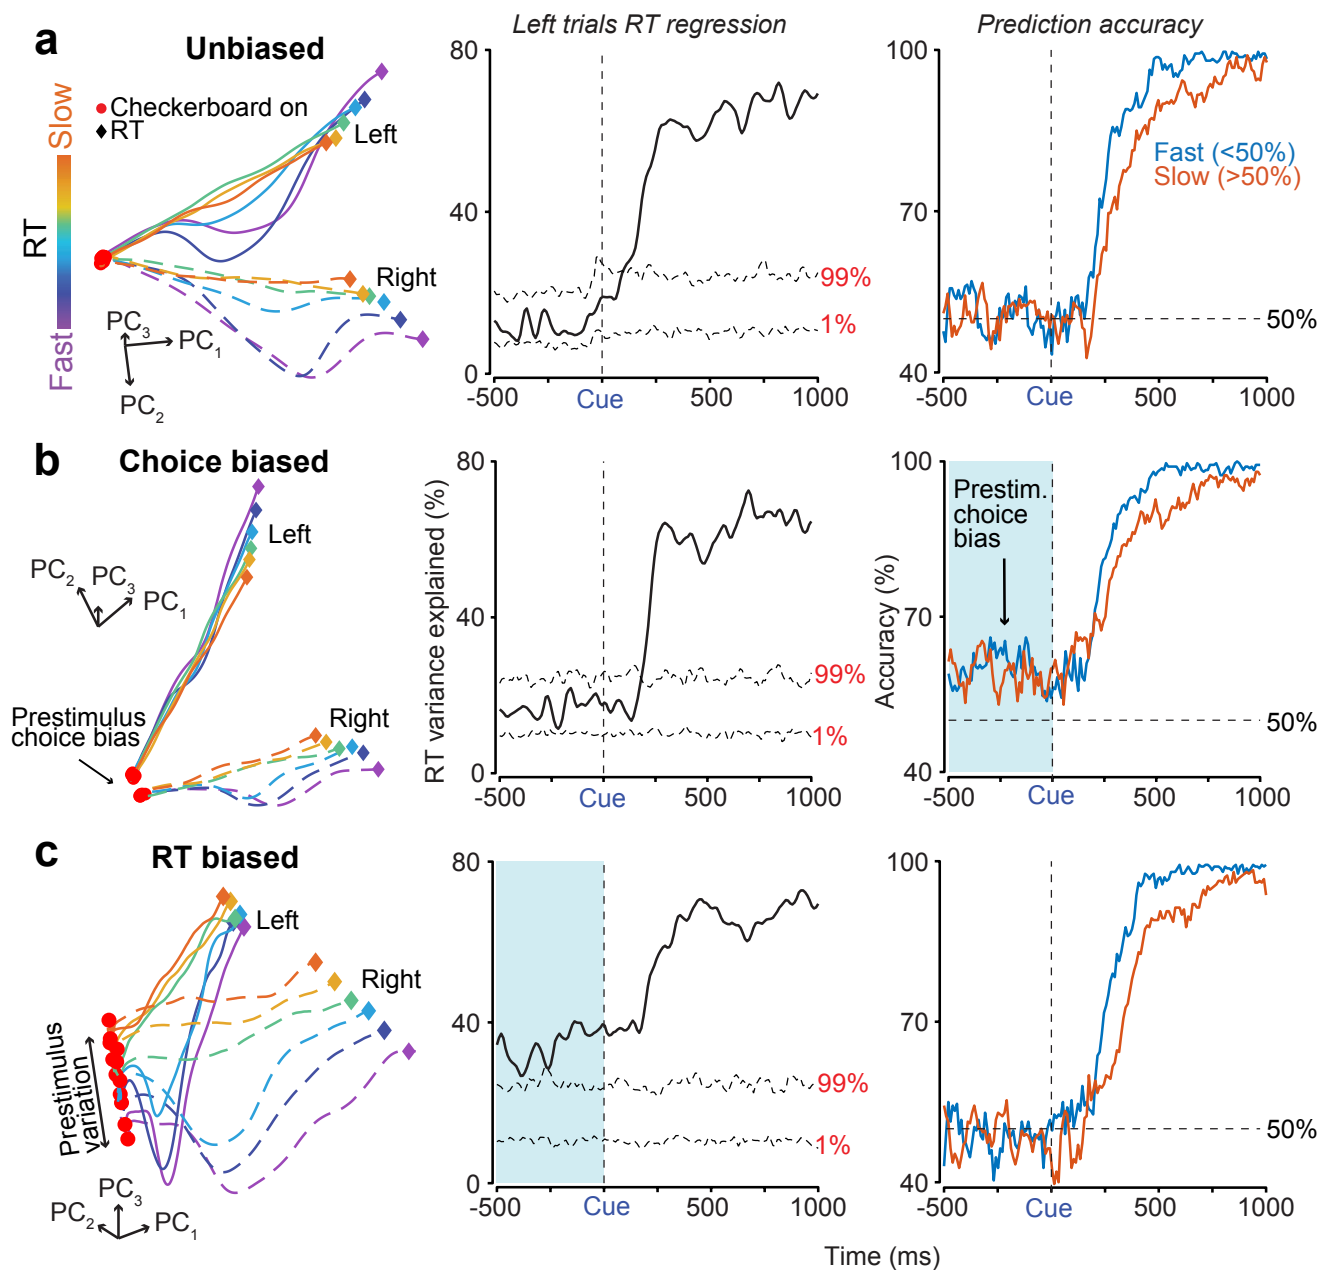 a
Unbiased
Left trials RT regression
Prediction accuracy
Checkerboard on
RT
Slow
RT
Fast
Left
Right
PC3
PC1
PC2
80
40
0
99%
1%
-500
Cue
500
1000
100
70
40
Fast (<50%)
Slow (>50%)
50%
-500
Cue
500
1000
b
Choice biased
Left
PC2
PC3
PC1
Prestimulus
choice bias
Right
RT variance explained (%)
80
40
0
99%
1%
-500
Cue
500
1000
Accuracy (%)
100
70
40
Prestim.
choice
bias
50%
-500
Cue
500
1000
c
RT biased
Left
Right
Prestimulus
variation
PC3
PC2
PC1
80
40
0
99%
1%
-500
Cue
500
1000
100
70
40
50%
-500
Cue
500
1000
Time (ms)